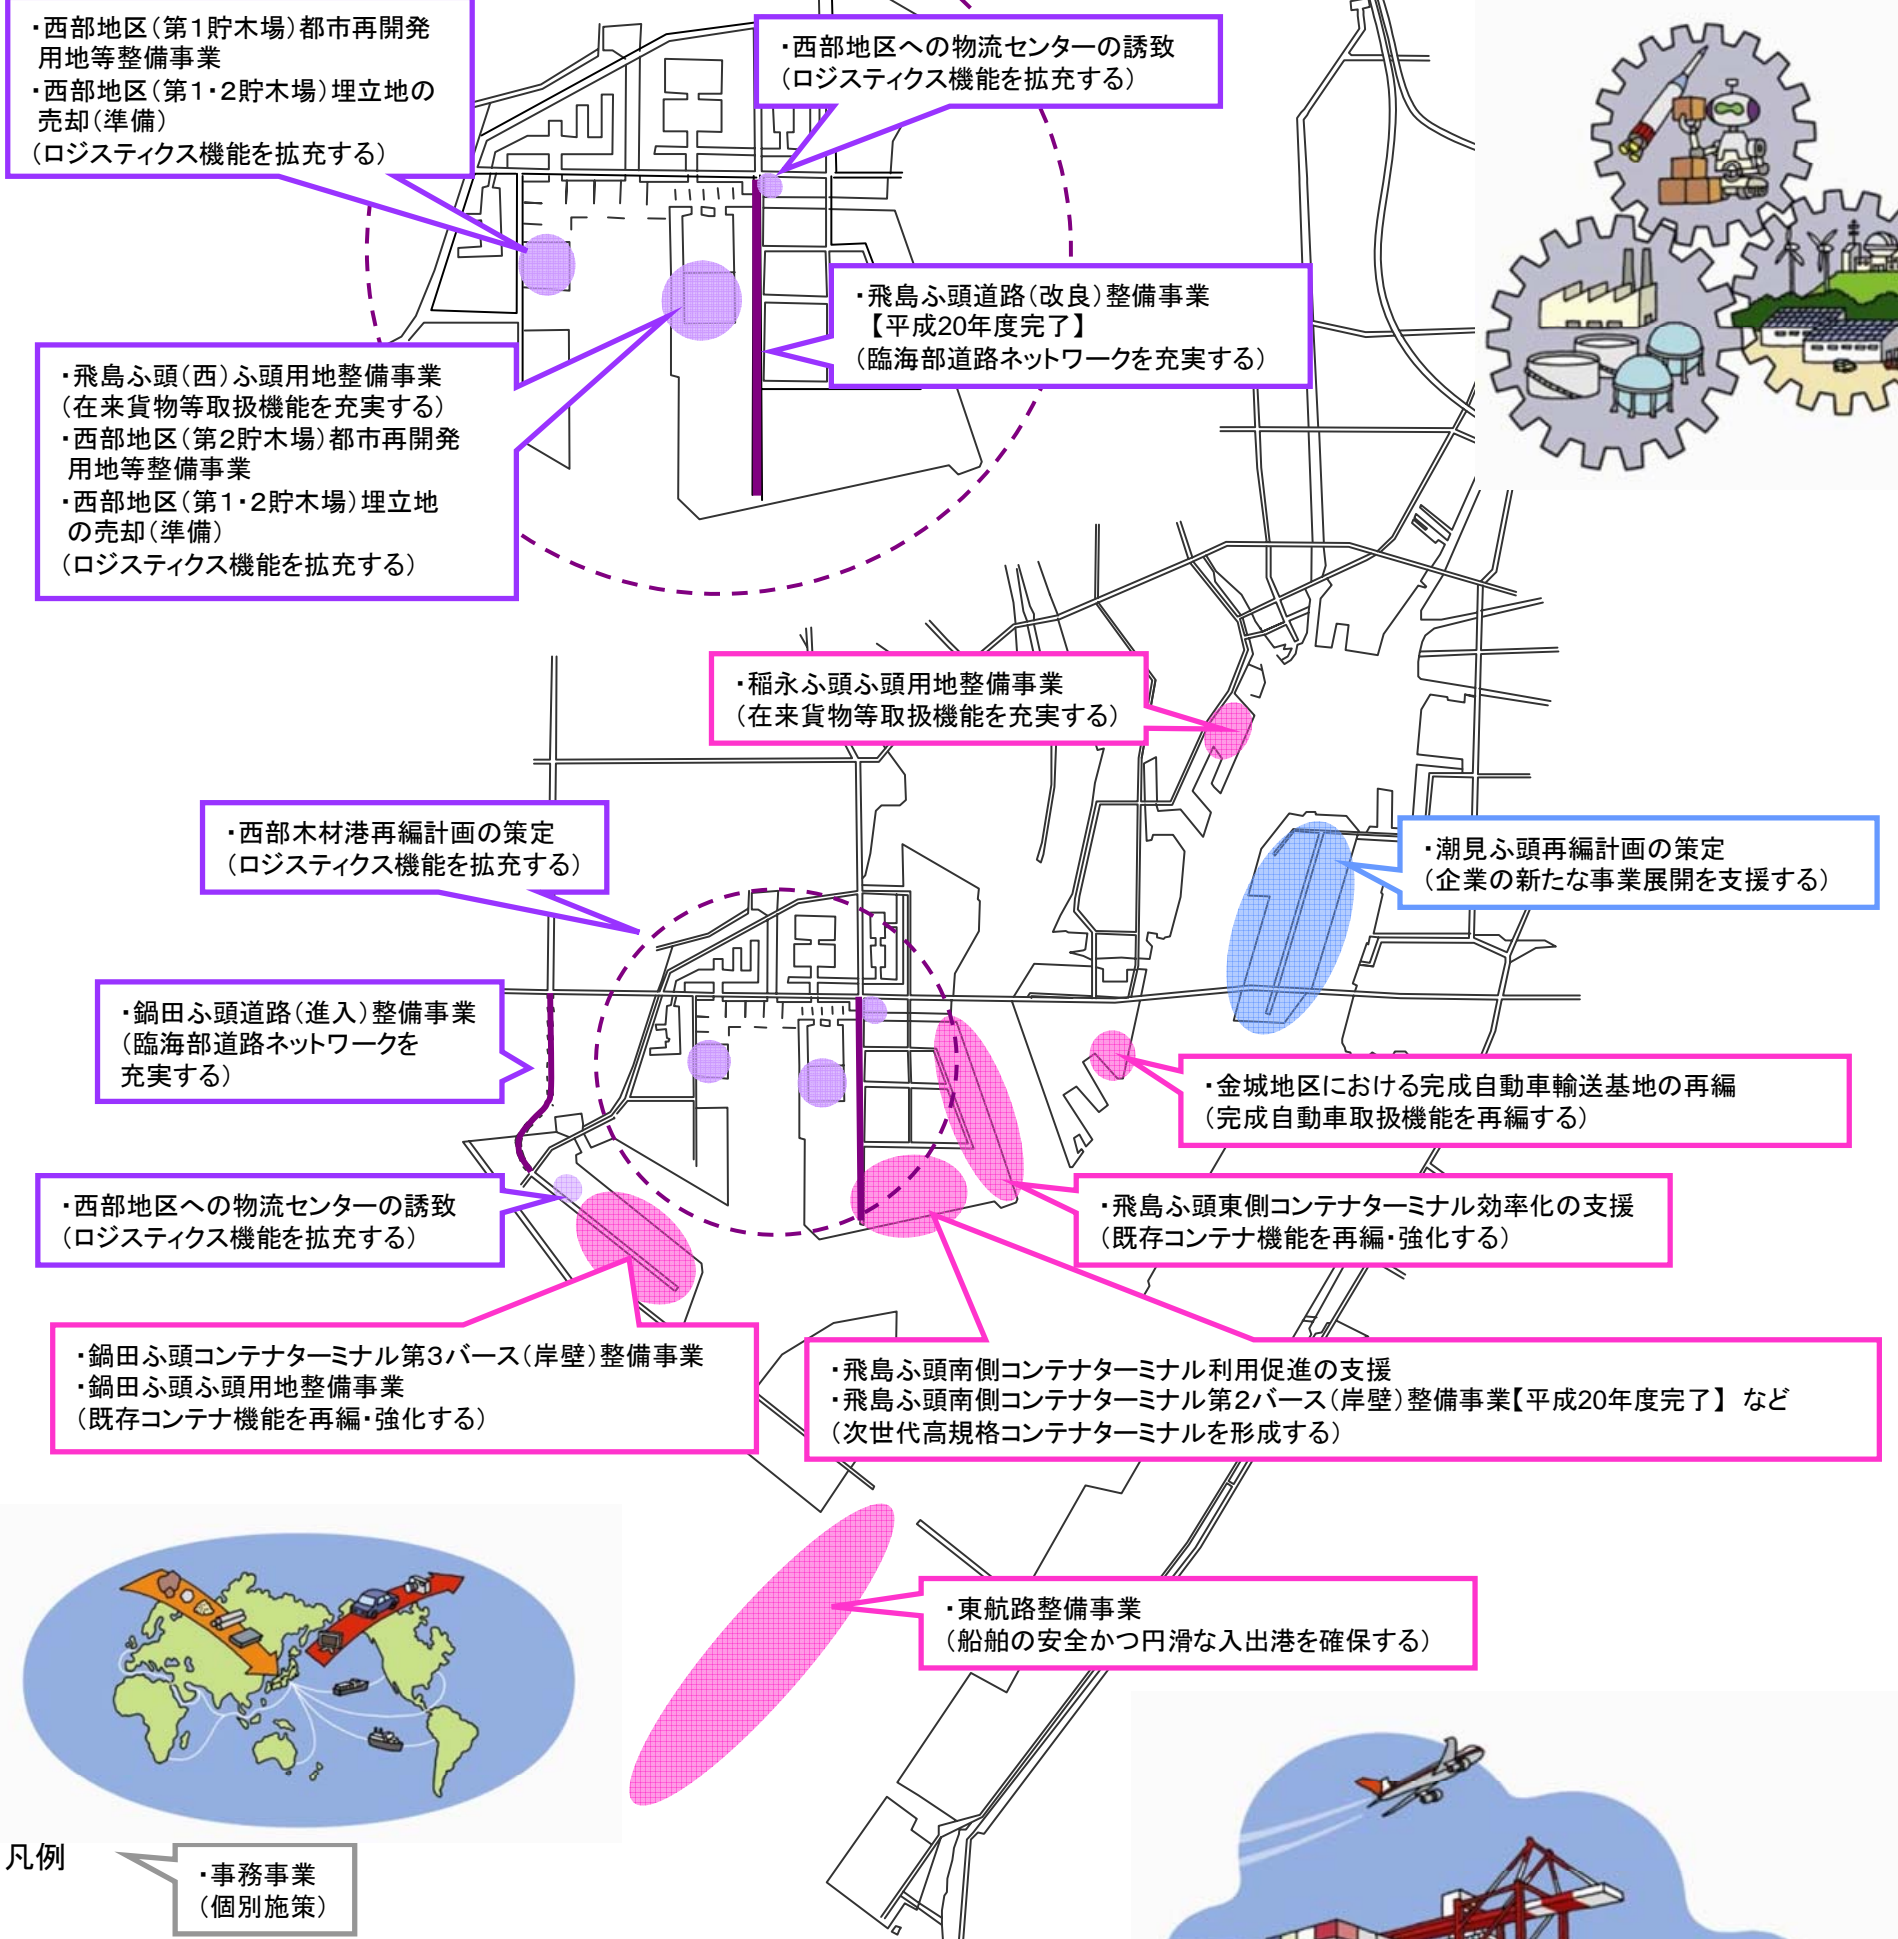 ・西部地区(第1貯木場)都市再開発
用地等整備事業
・西部地区(第1・2貯木場)埋立地の
売却(準備)
(ロジスティクス機能を拡充する)
・西部地区への物流センターの誘致
(ロジスティクス機能を拡充する)
・飛島ふ頭道路(改良)整備事業
【平成20年度完了】
(臨海部道路ネットワークを充実する)
・飛島ふ頭(西)ふ頭用地整備事業
(在来貨物等取扱機能を充実する)
・西部地区(第2貯木場)都市再開発
用地等整備事業
・西部地区(第1・2貯木場)埋立地
の売却(準備)
(ロジスティクス機能を拡充する)
・稲永ふ頭ふ頭用地整備事業
(在来貨物等取扱機能を充実する)
・西部木材港再編計画の策定
(ロジスティクス機能を拡充する)
・潮見ふ頭再編計画の策定
(企業の新たな事業展開を支援する)
・鍋田ふ頭道路(進入)整備事業
(臨海部道路ネットワークを
充実する)
・金城地区における完成自動車輸送基地の再編
(完成自動車取扱機能を再編する)
・西部地区への物流センターの誘致
(ロジスティクス機能を拡充する)
・飛島ふ頭東側コンテナターミナル効率化の支援
(既存コンテナ機能を再編・強化する)
・鍋田ふ頭コンテナターミナル第3バース(岸壁)整備事業
・鍋田ふ頭ふ頭用地整備事業
(既存コンテナ機能を再編・強化する)
・飛島ふ頭南側コンテナターミナル利用促進の支援
・飛島ふ頭南側コンテナターミナル第2バース(岸壁)整備事業【平成20年度完了】 など
(次世代高規格コンテナターミナルを形成する)
・東航路整備事業
(船舶の安全かつ円滑な入出港を確保する)
凡例
・事務事業
(個別施策)